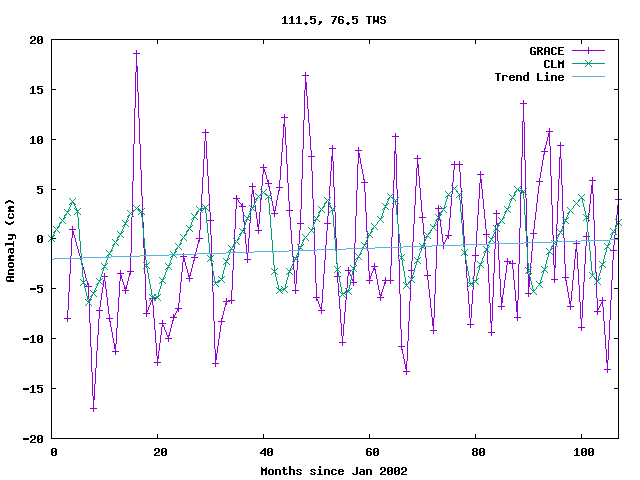 111.5, 76.5 TWS
GRACE
CLM
Trend Line
20
15
10
5
0
-5
-10
-15
-20
Anomaly (cm)
0 20 40 60 80 100
Months since Jan 2002